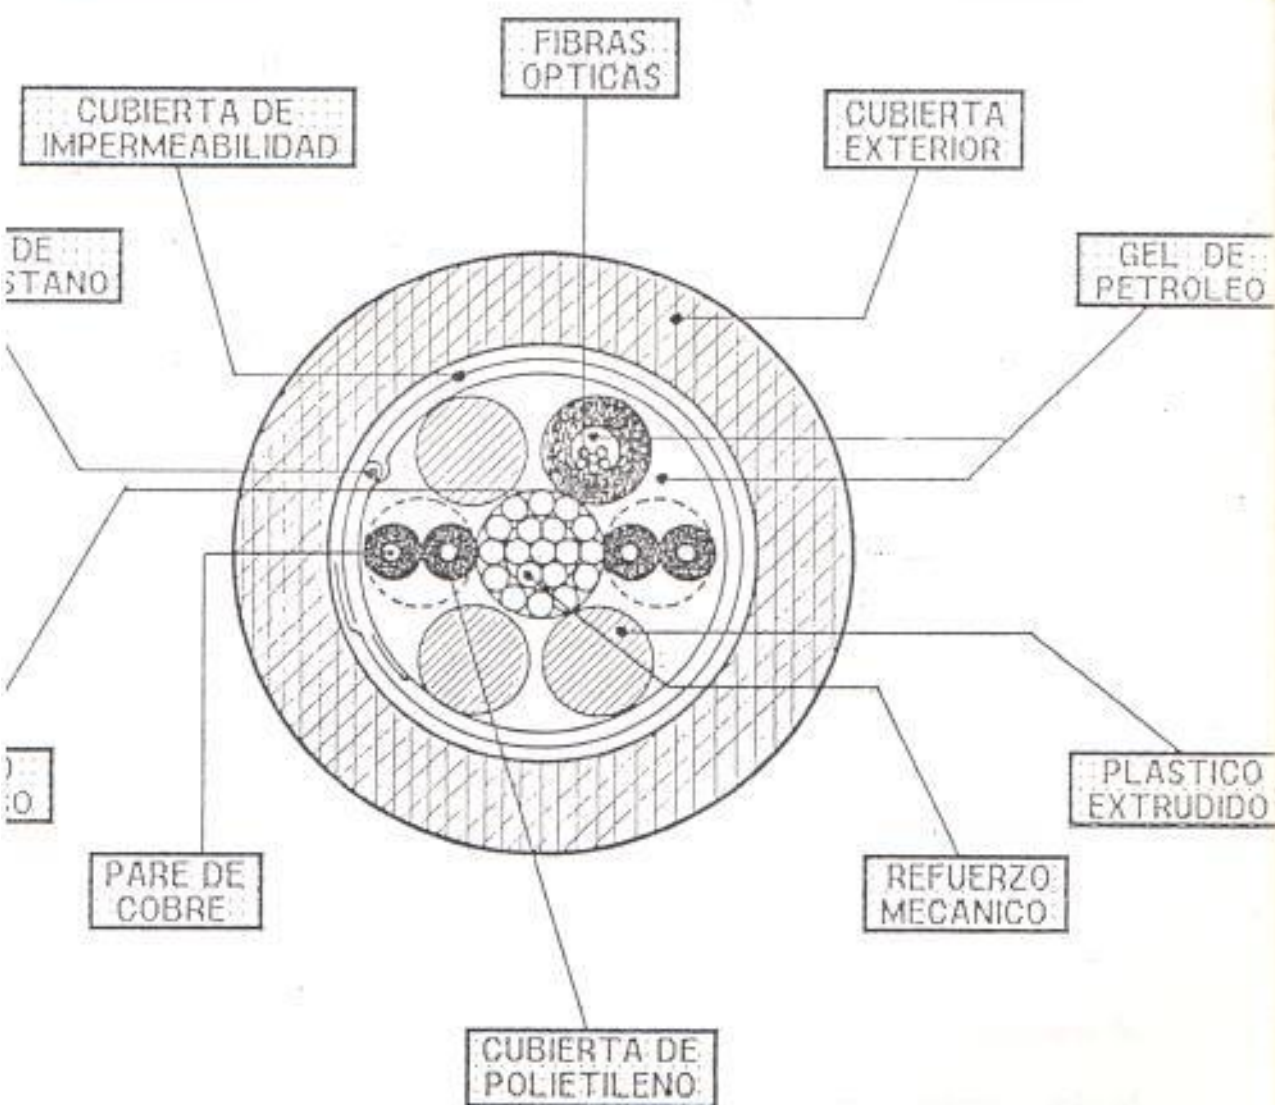 FIBRAS
OPTICAS
CUBIERTA DE
IMPERMEABILIDAD
CUBIERTA
EXTERIOR
DE
STANO
GEL DE
PETROLEO
PLASTICO
EXTRUDIDO
PARE DE
COBRE
REFUERZO
MECANICO
CUBIERTA DE
POLIETILENO